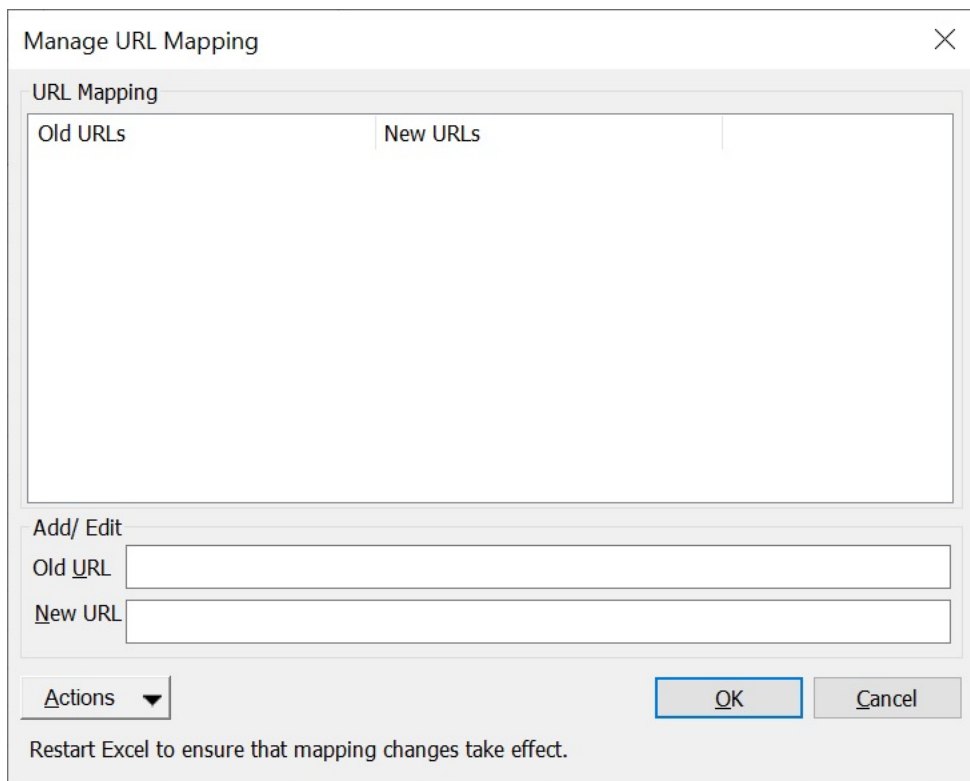 Manage URL Mapping
URL Mapping
Old URLs New URLs
Add/ Edit
Old URL
New URL
Actions OK Cancel
Restart Excel to ensure that mapping changes take effect.